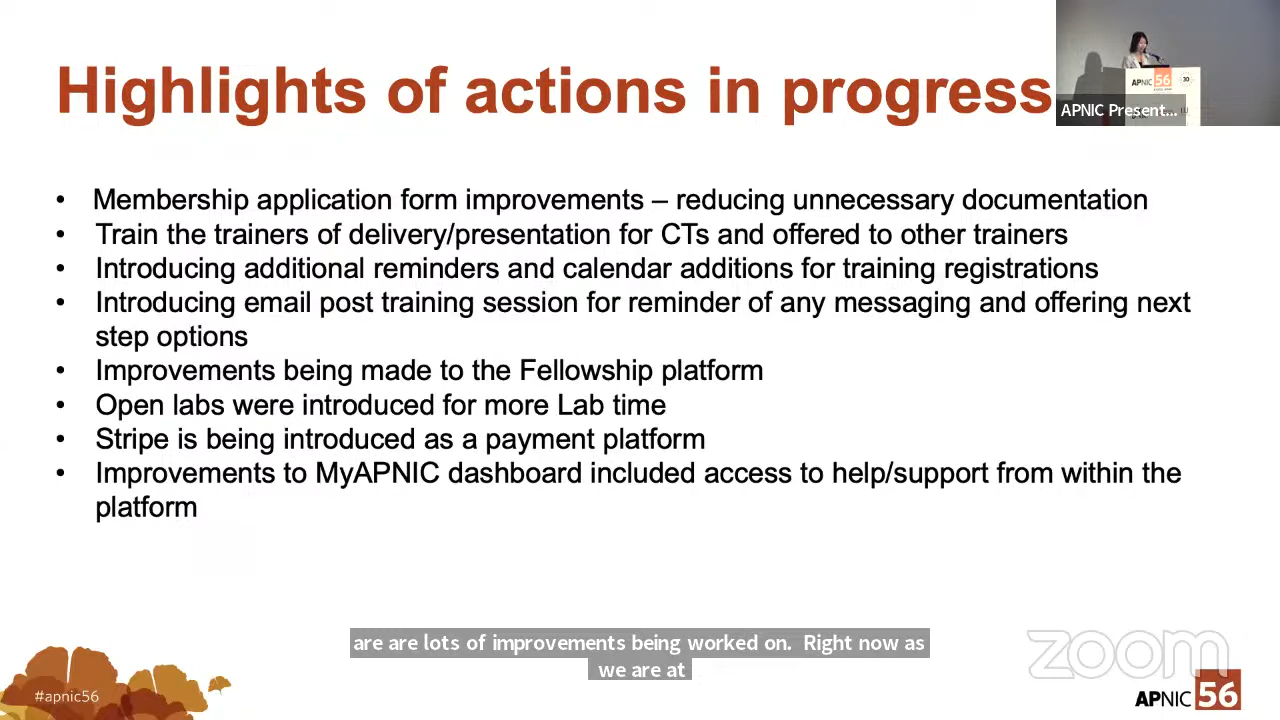 Highlights of actions in progress
APNIC 56
APNIC Present...
• Membership application form improvements – reducing unnecessary documentation
• Train the trainers of delivery/presentation for CTs and offered to other trainers
• Introducing additional reminders and calendar additions for training registrations
• Introducing email post training session for reminder of any messaging and offering next
step options
• Improvements being made to the Fellowship platform
• Open labs were introduced for more Lab time
• Stripe is being introduced as a payment platform
• Improvements to MyAPNIC dashboard included access to help/support from within the
platform
are are lots of improvements being worked on. Right now as
we are at
zoom
#apnic56
APNIC 56